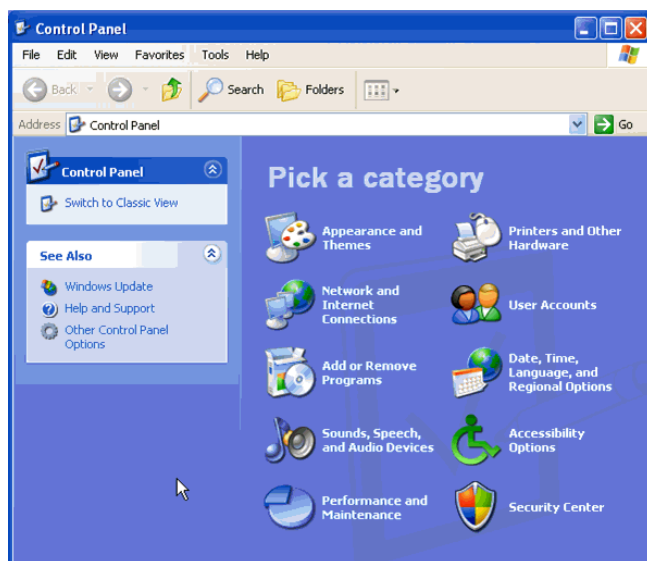 Control Panel
File Edit View Favorites Tools Help
Back Search Folders
Address Control Panel Go
Control Panel
Switch to Classic View
See Also
Windows Update
Help and Support
Other Control Panel
Options
Pick a category
Appearance and
Themes
Printers and Other
Hardware
Network and
Internet
Connections
User Accounts
Add or Remove
Programs
Date, Time,
Language, and
Regional Options
Sounds, Speech,
and Audio Devices
Accessibility
Options
Performance and
Maintenance
Security Center